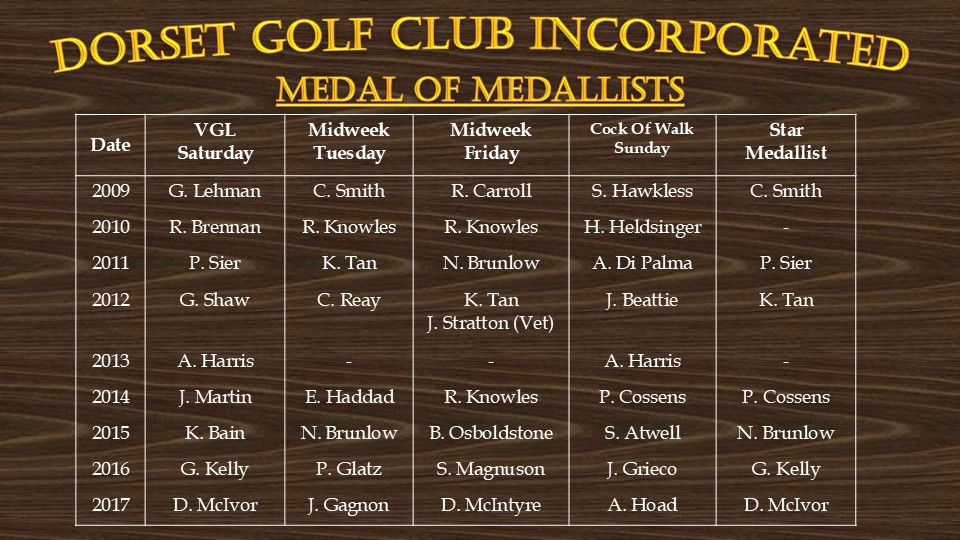 DORSET GOLF CLUB INCORPORATED
MEDAL OF MEDALLISTS
Date VGL Saturday Midweek Tuesday Midweek Friday Cock Of Walk Sunday Star Medallist
2009 G. Lehman C. Smith R. Carroll S. Hawkless C. Smith
2010 R. Brennan R. Knowles R. Knowles H. Heldsinger -
2011 P. Sier K. Tan N. Brunlow A. Di Palma P. Sier
2012 G. Shaw C. Reay K. Tan J. Beattie K. Tan
J. Stratton (Vet)
2013 A. Harris - - A. Harris -
2014 J. Martin E. Haddad R. Knowles P. Cossens P. Cossens
2015 K. Bain N. Brunlow B. Osboldstone S. Atwell N. Brunlow
2016 G. Kelly P. Glatz S. Magnuson J. Grieco G. Kelly
2017 D. McIvor J. Gagnon D. McIntyre A. Hoad D. McIvor